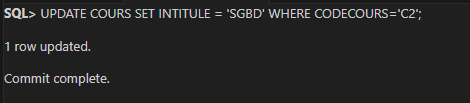 SQL> UPDATE COURS SET INTITULE = 'SGBD' WHERE CODECOURS='C2';
1 row updated.
Commit complete.